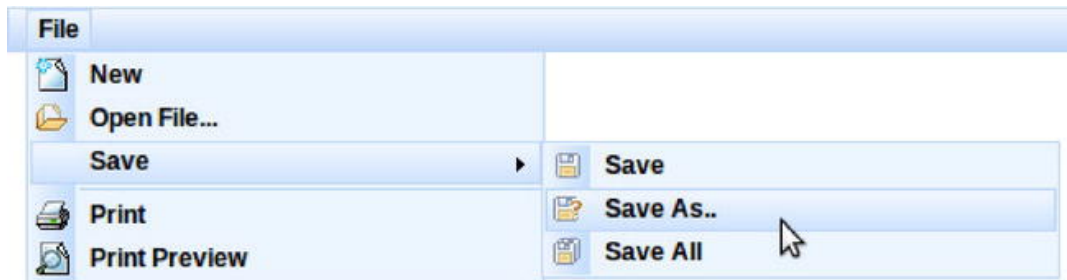 File
New
Open File...
Save
Save
Save As..
Save All
Print
Print Preview